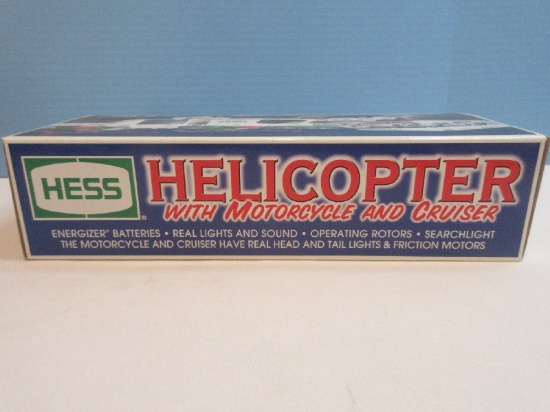 HESS®
HELICOPTER
WITH MOTORCYCLE AND CRUISER
ENERGIZER® BATTERIES • REAL LIGHTS AND SOUND • OPERATING ROTORS • SEARCHLIGHT
THE MOTORCYCLE AND CRUISER HAVE REAL HEAD AND TAIL LIGHTS & FRICTION MOTORS